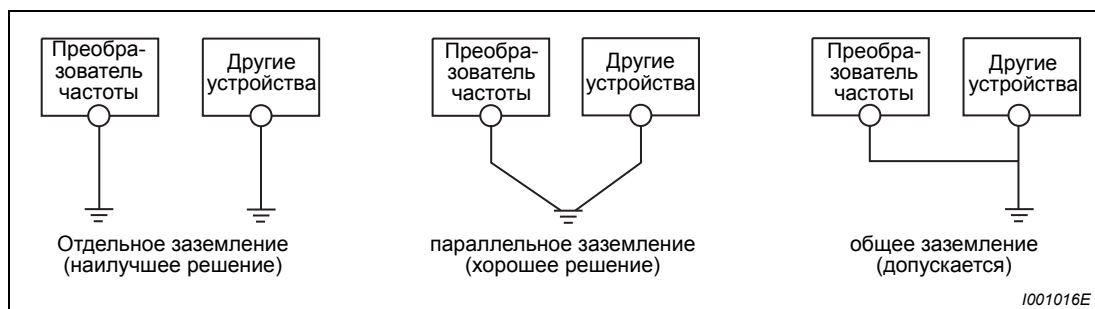 Преобра-
зователь
частоты
Другие
устройства
Отдельное заземление
(наилучшее решение)
Преобра-
зователь
частоты
Другие
устройства
параллельное заземление
(хорошее решение)
Преобра-
зователь
частоты
Другие
устройства
общее заземление
(допускается)
I001016E